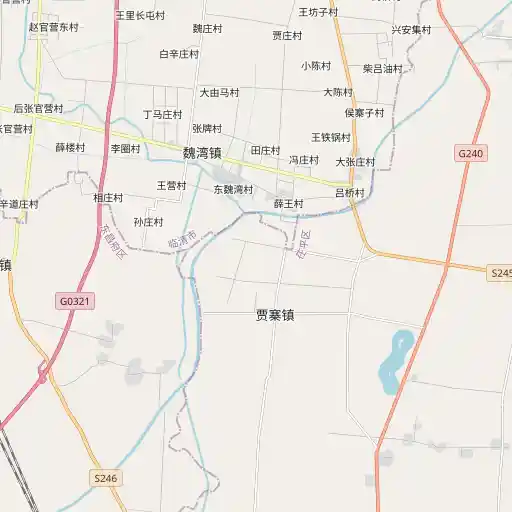 王里长屯村
王坊子村
赵官营东村
魏庄村
贾庄村
兴安集村
白辛庄村
小陈村
柴吕油村
大由马村
大陈村
后张官营村
丁马庄村
侯寨子村
张官营村
张牌村
王铁锅村
薛楼村
李圈村
魏湾镇
田庄村
冯庄村
大张庄村
G240
王营村
东魏湾村
吕桥村
租庄村
薛王村
辛道庄村
孙庄村
东昌府区
临清市
茌平区
镇
S245
G0321
贾寨镇
S246